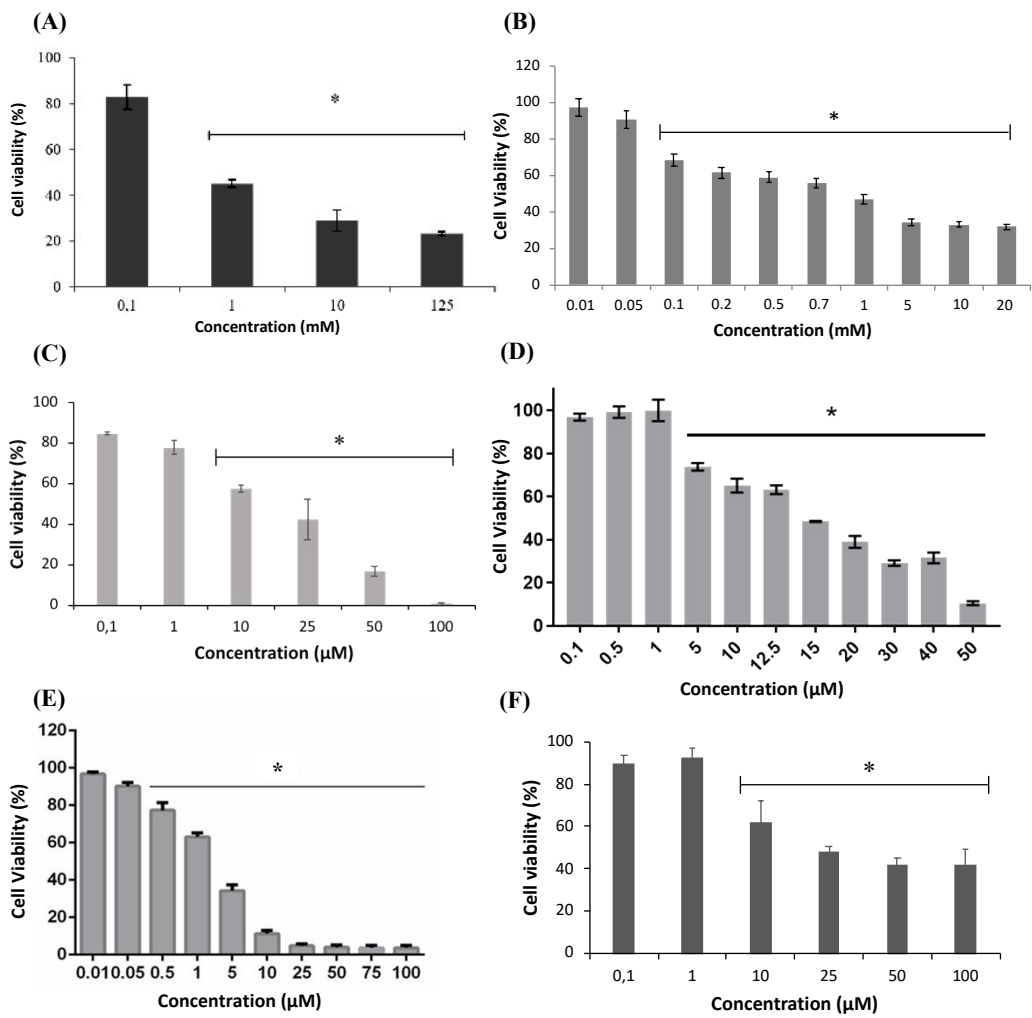 (A)
100
80
60
40
20
0
Cell viability (%)
*
0,1 1 10 125
Concentration (mM)
(B)
120
100
80
60
40
20
0
Cell Viability (%)
*
0.01 0.05 0.1 0.2 0.5 0.7 1 5 10 20
Concentration (mM)
(C)
100
80
60
40
20
0
Cell viability (%)
*
0,1 1 10 25 50 100
Concentration (µM)
(D)
100
80
60
40
20
0
Cell Viability (%)
*
0.1 0.5 1 5 10 12.5 15 20 30 40 50
Concentration (µM)
(E)
120
100
80
60
40
20
0
Cell Viability (%)
*
0.01 0.05 0.5 1 5 10 25 50 75 100
Concentration (µM)
(F)
100
80
60
40
20
0
Cell viability (%)
*
0,1 1 10 25 50 100
Concentration (µM)